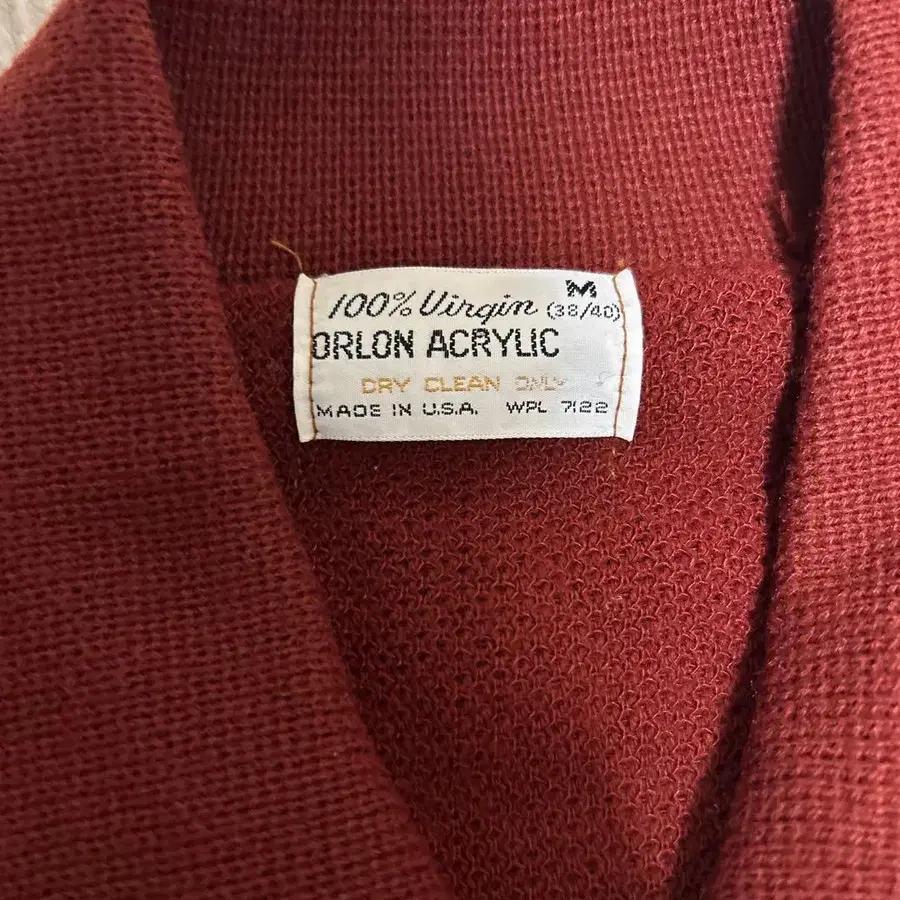 100% Virgin M
(38/40)
ORLON ACRYLIC
DRY CLEAN ONLY
MADE IN U.S.A. WPL 7122